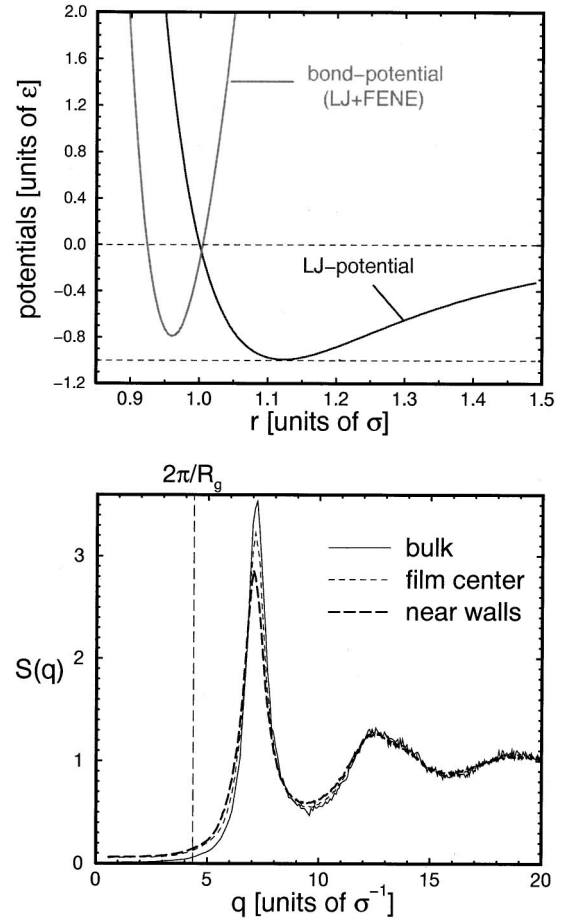 2.0
1.6
1.2
0.8
0.4
0.0
−0.4
−0.8
−1.2
potentials [units of ε]
bond−potential
(LJ+FENE)
LJ−potential
0.9 1.0 1.1 1.2 1.3 1.4 1.5
r [units of σ]
2π/R_g
3
2
1
0
S(q)
bulk
film center
near walls
0 5 10 15 20
q [units of σ⁻¹]